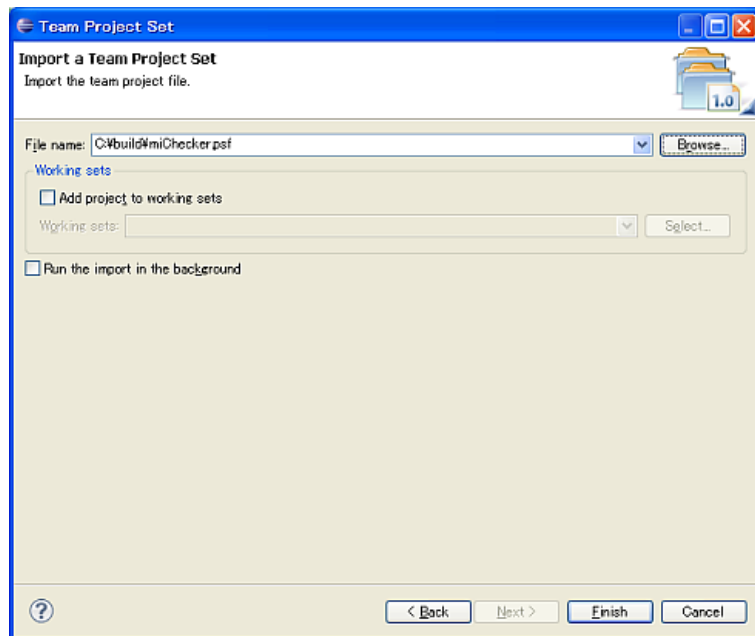 Team Project Set
Import a Team Project Set
Import the team project file.
1.0
File name: C:¥build¥miChecker.psf Browse...
Working sets
Add project to working sets
Working sets: Select...
Run the import in the background
? < Back Next > Finish Cancel